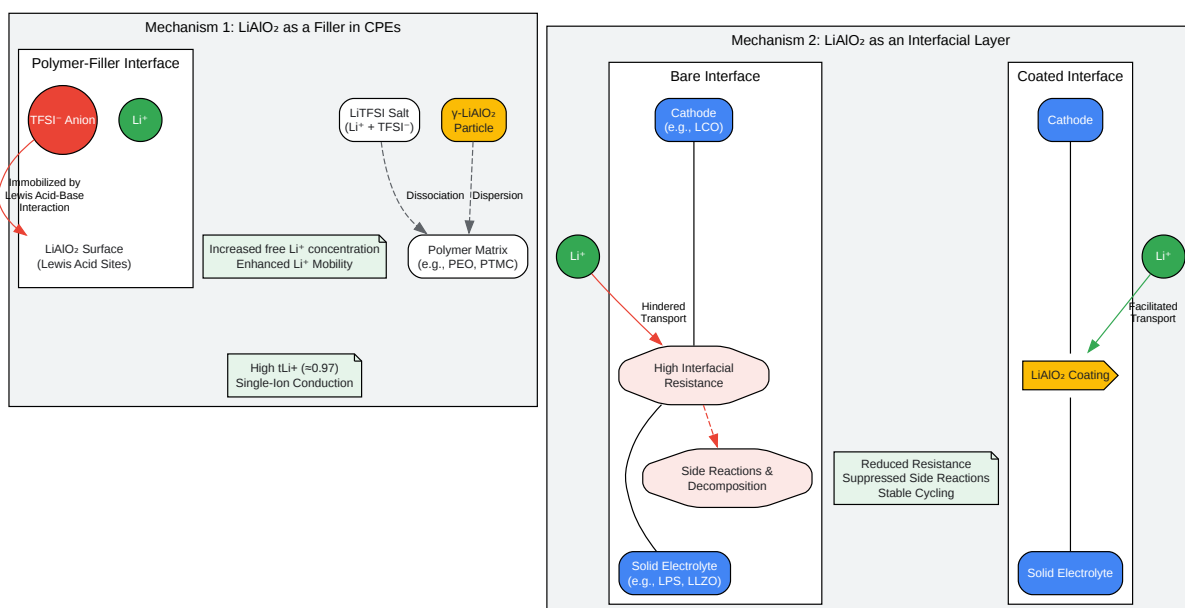 Mechanism 1: LiAlO₂ as a Filler in CPEs
Polymer-Filler Interface
TFSI⁻ Anion
Li⁺
Immobilized by
Lewis Acid-Base
Interaction
LiAlO₂ Surface
(Lewis Acid Sites)
LiTFSI Salt
(Li⁺ + TFSI⁻)
γ-LiAlO₂
Particle
Dissociation
Dispersion
Increased free Li⁺ concentration
Enhanced Li⁺ Mobility
Polymer Matrix
(e.g., PEO, PTMC)
High tLi+ (≈0.97)
Single-Ion Conduction
Mechanism 2: LiAlO₂ as an Interfacial Layer
Bare Interface
Cathode
(e.g., LCO)
Li⁺
Hindered
Transport
High Interfacial
Resistance
Side Reactions &
Decomposition
Solid Electrolyte
(e.g., LPS, LLZO)
Reduced Resistance
Suppressed Side Reactions
Stable Cycling
Coated Interface
Cathode
Li⁺
Facilitated
Transport
LiAlO₂ Coating
Solid Electrolyte